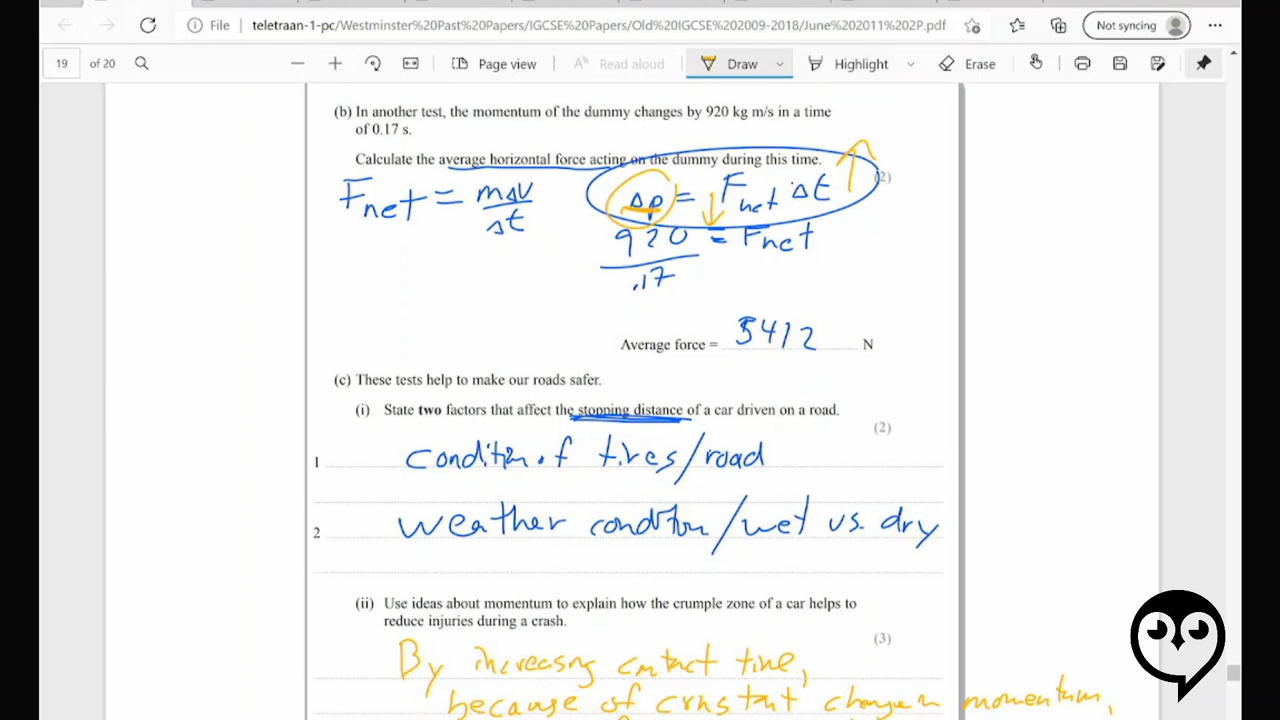 File teletraan-1-pc/Westminster%20Past%20Papers/IGCSE%20Papers/Old%20IGCSE%202009-2018/June%202011%202P.pdf Not syncing
19 of 20 Page view Read aloud Draw Highlight Erase
(b) In another test, the momentum of the dummy changes by 920 kg m/s in a time
of 0.17 s.
Calculate the average horizontal force acting on the dummy during this time.
(2)
Fnet = mΔv/Δt Δp = Fnet Δt
920/.17 = Fnet
Average force = 5412 N
(c) These tests help to make our roads safer.
(i) State two factors that affect the stopping distance of a car driven on a road.
(2)
1 condition of tires/road
2 weather condition/wet vs. dry
(ii) Use ideas about momentum to explain how the crumple zone of a car helps to
reduce injuries during a crash.
(3)
By increasing contact time,
because of constant change in momentum,